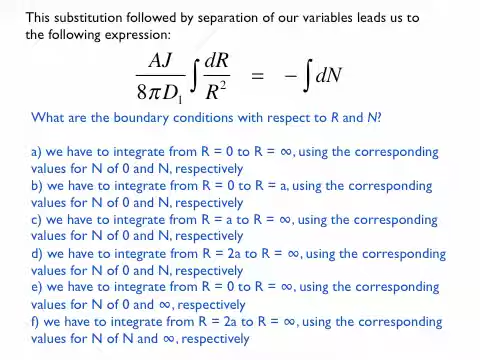 This substitution followed by separation of our variables leads us to
the following expression:
AJ/8πD₁ ∫ dR/R² = − ∫ dN
What are the boundary conditions with respect to R and N?
a) we have to integrate from R = 0 to R = ∞, using the corresponding
values for N of 0 and N, respectively
b) we have to integrate from R = 0 to R = a, using the corresponding
values for N of 0 and N, respectively
c) we have to integrate from R = a to R = ∞, using the corresponding
values for N of 0 and N, respectively
d) we have to integrate from R = 2a to R = ∞, using the corresponding
values for N of 0 and N, respectively
e) we have to integrate from R = 0 to R = ∞, using the corresponding
values for N of 0 and ∞, respectively
f) we have to integrate from R = 2a to R = ∞, using the corresponding
values for N of N and ∞, respectively